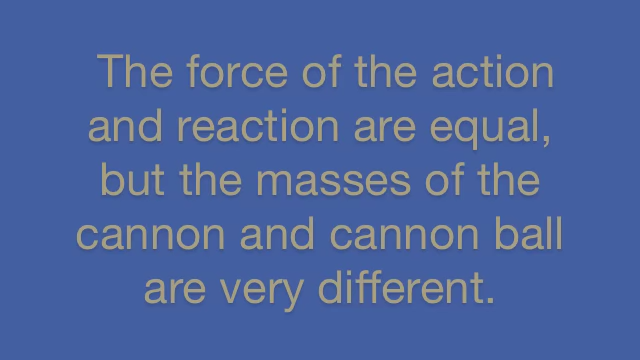 The force of the action
and reaction are equal,
but the masses of the
cannon and cannon ball
are very different.